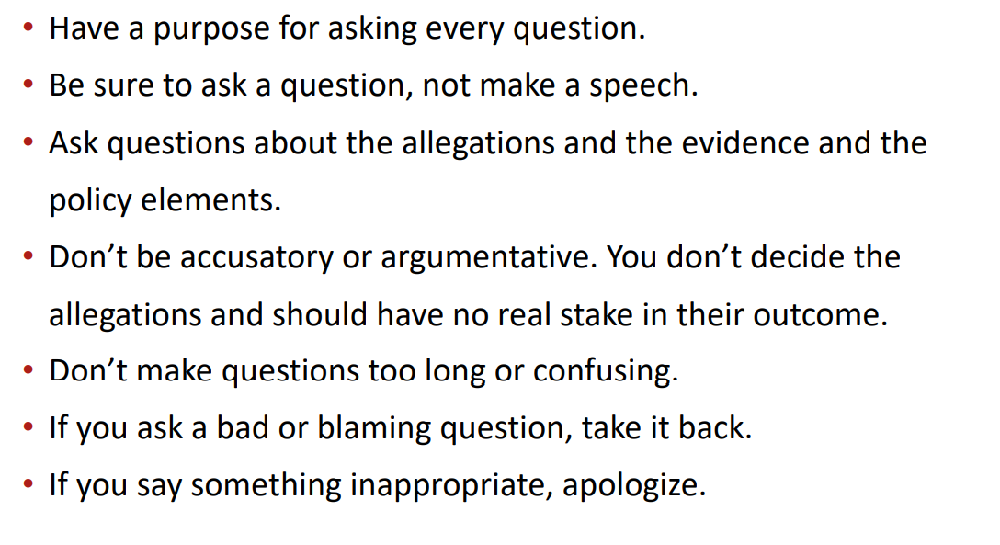 • Have a purpose for asking every question.
• Be sure to ask a question, not make a speech.
• Ask questions about the allegations and the evidence and the
policy elements.
• Don’t be accusatory or argumentative. You don’t decide the
allegations and should have no real stake in their outcome.
• Don’t make questions too long or confusing.
• If you ask a bad or blaming question, take it back.
• If you say something inappropriate, apologize.